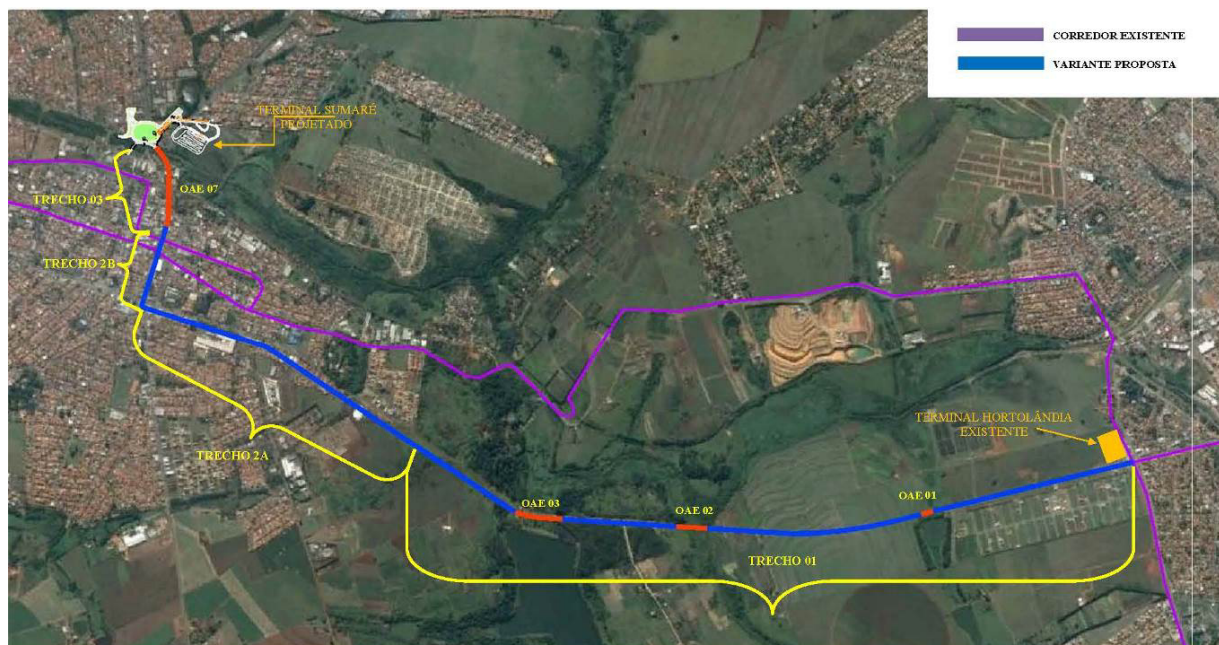 CORREDOR EXISTENTE
VARIANTE PROPOSTA
TERMINAL SUMARÉ
PROJETADO
OAE 07
TRECHO 03
TRECHO 2B
TRECHO 2A
TERMINAL HORTOLÂNDIA
EXISTENTE
OAE 03
OAE 02
OAE 01
TRECHO 01